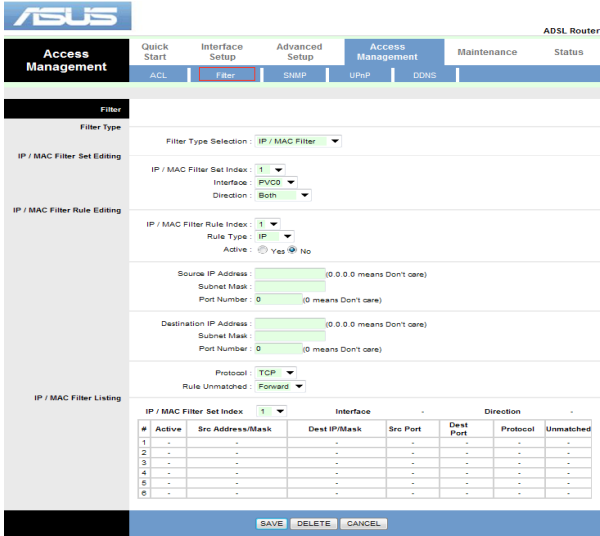 ASUS
ADSL Router
Access Management
Quick Start
Interface Setup
Advanced Setup
Access Management
Maintenance
Status
ACL
Filter
SNMP
UPnP
DDNS
Filter
Filter Type
Filter Type Selection : IP / MAC Filter
IP / MAC Filter Set Editing
IP / MAC Filter Set Index : 1
Interface : PVC0
Direction : Both
IP / MAC Filter Rule Editing
IP / MAC Filter Rule Index : 1
Rule Type : IP
Active : Yes No
Source IP Address : (0.0.0.0 means Don't care)
Subnet Mask :
Port Number : 0 (0 means Don't care)
Destination IP Address : (0.0.0.0 means Don't care)
Subnet Mask :
Port Number : 0 (0 means Don't care)
Protocol : TCP
Rule Unmatched : Forward
IP / MAC Filter Listing
IP / MAC Filter Set Index 1 Interface - Direction -
# Active Src Address/Mask Dest IP/Mask Src Port Dest Port Protocol Unmatched
1 - - - - - - -
2 - - - - - - -
3 - - - - - - -
4 - - - - - - -
5 - - - - - - -
6 - - - - - - -
SAVE DELETE CANCEL